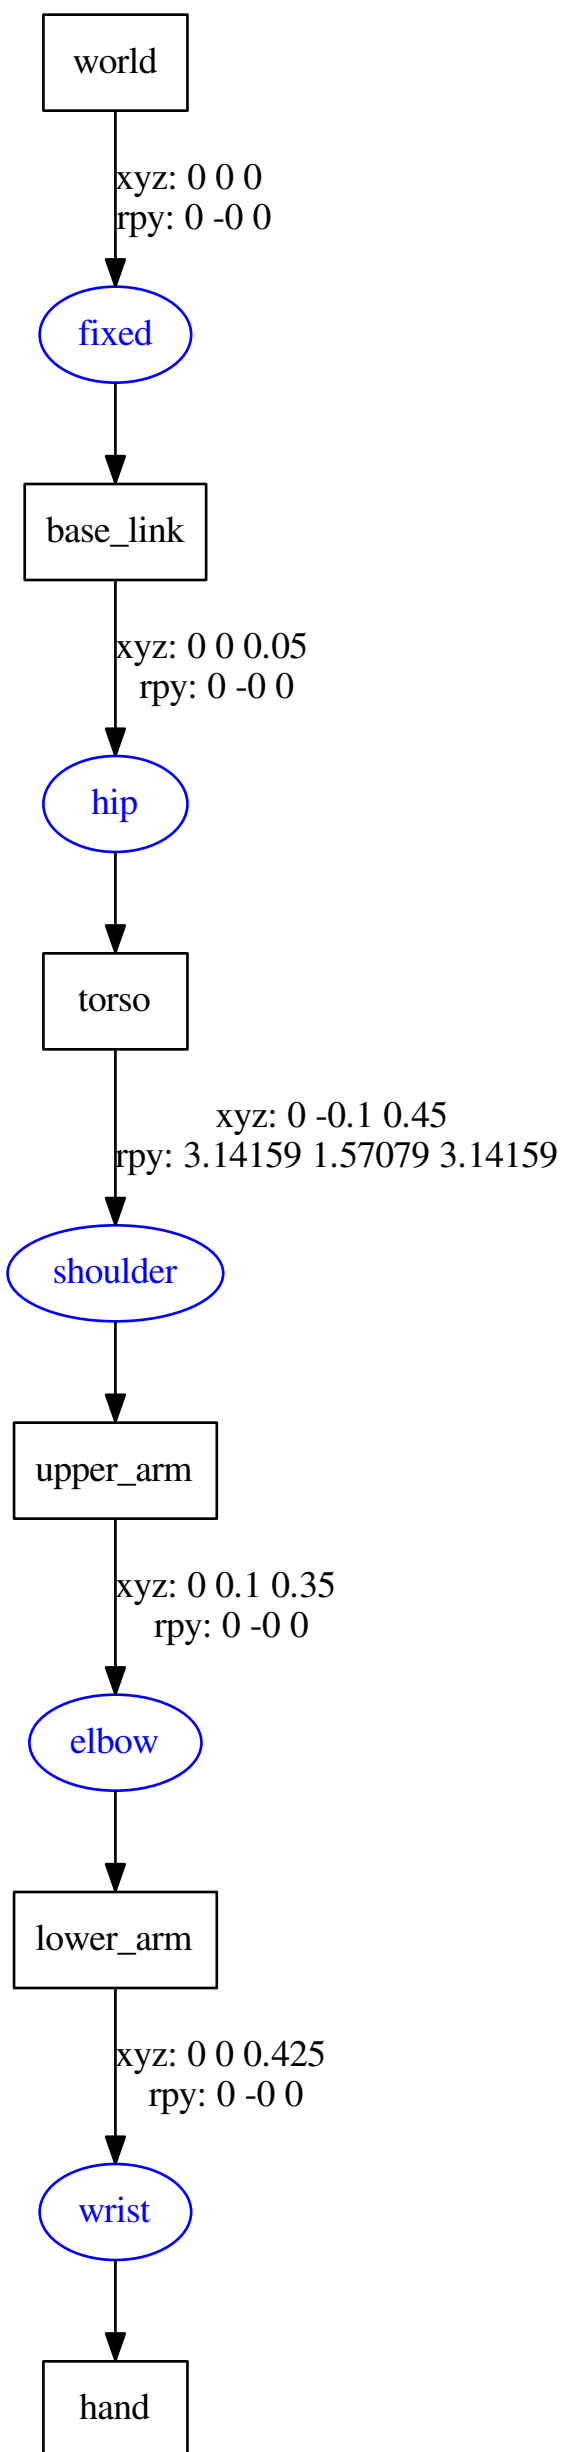 world
xyz: 0 0 0
rpy: 0 -0 0
fixed
base_link
xyz: 0 0 0.05
rpy: 0 -0 0
hip
torso
xyz: 0 -0.1 0.45
rpy: 3.14159 1.57079 3.14159
shoulder
upper_arm
xyz: 0 0.1 0.35
rpy: 0 -0 0
elbow
lower_arm
xyz: 0 0 0.425
rpy: 0 -0 0
wrist
hand